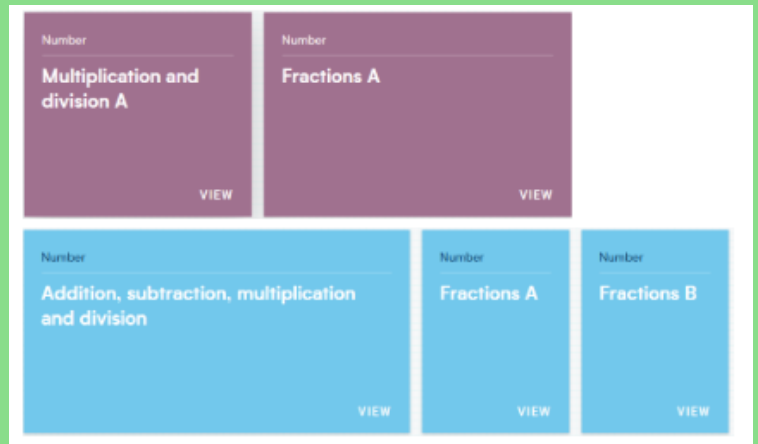 Number
Multiplication and
division A
VIEW
Number
Fractions A
VIEW
Number
Addition, subtraction, multiplication
and division
VIEW
Number
Fractions A
VIEW
Number
Fractions B
VIEW